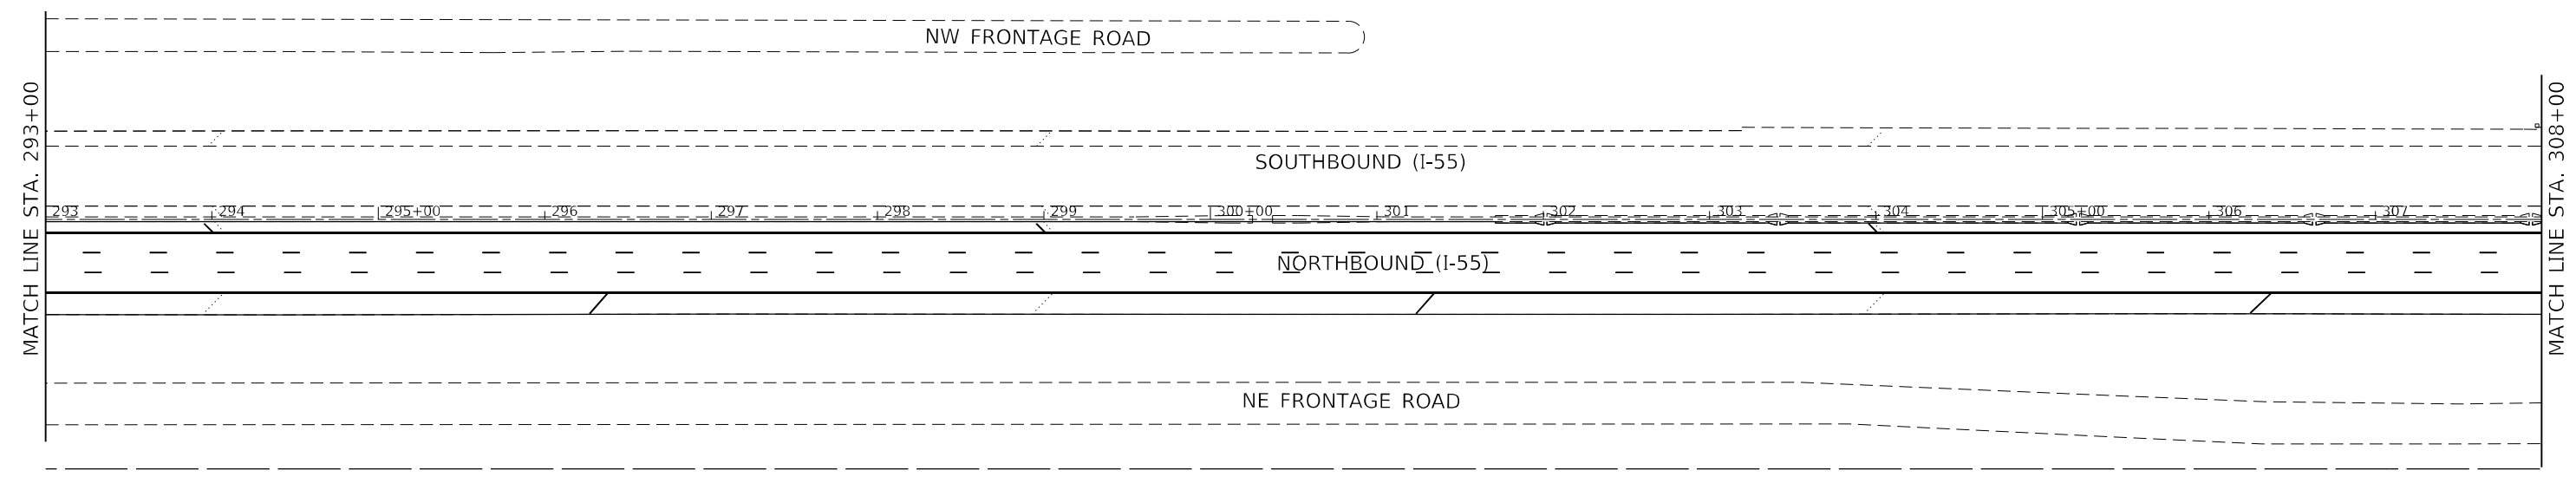 NW FRONTAGE ROAD
MATCH LINE STA. 293+00
MATCH LINE STA. 308+00
SOUTHBOUND (I-55)
293 294 295+00 296 297 298 299 300+00 301 302 303 304 305+00 306 307
NORTHBOUND (I-55)
NE FRONTAGE ROAD